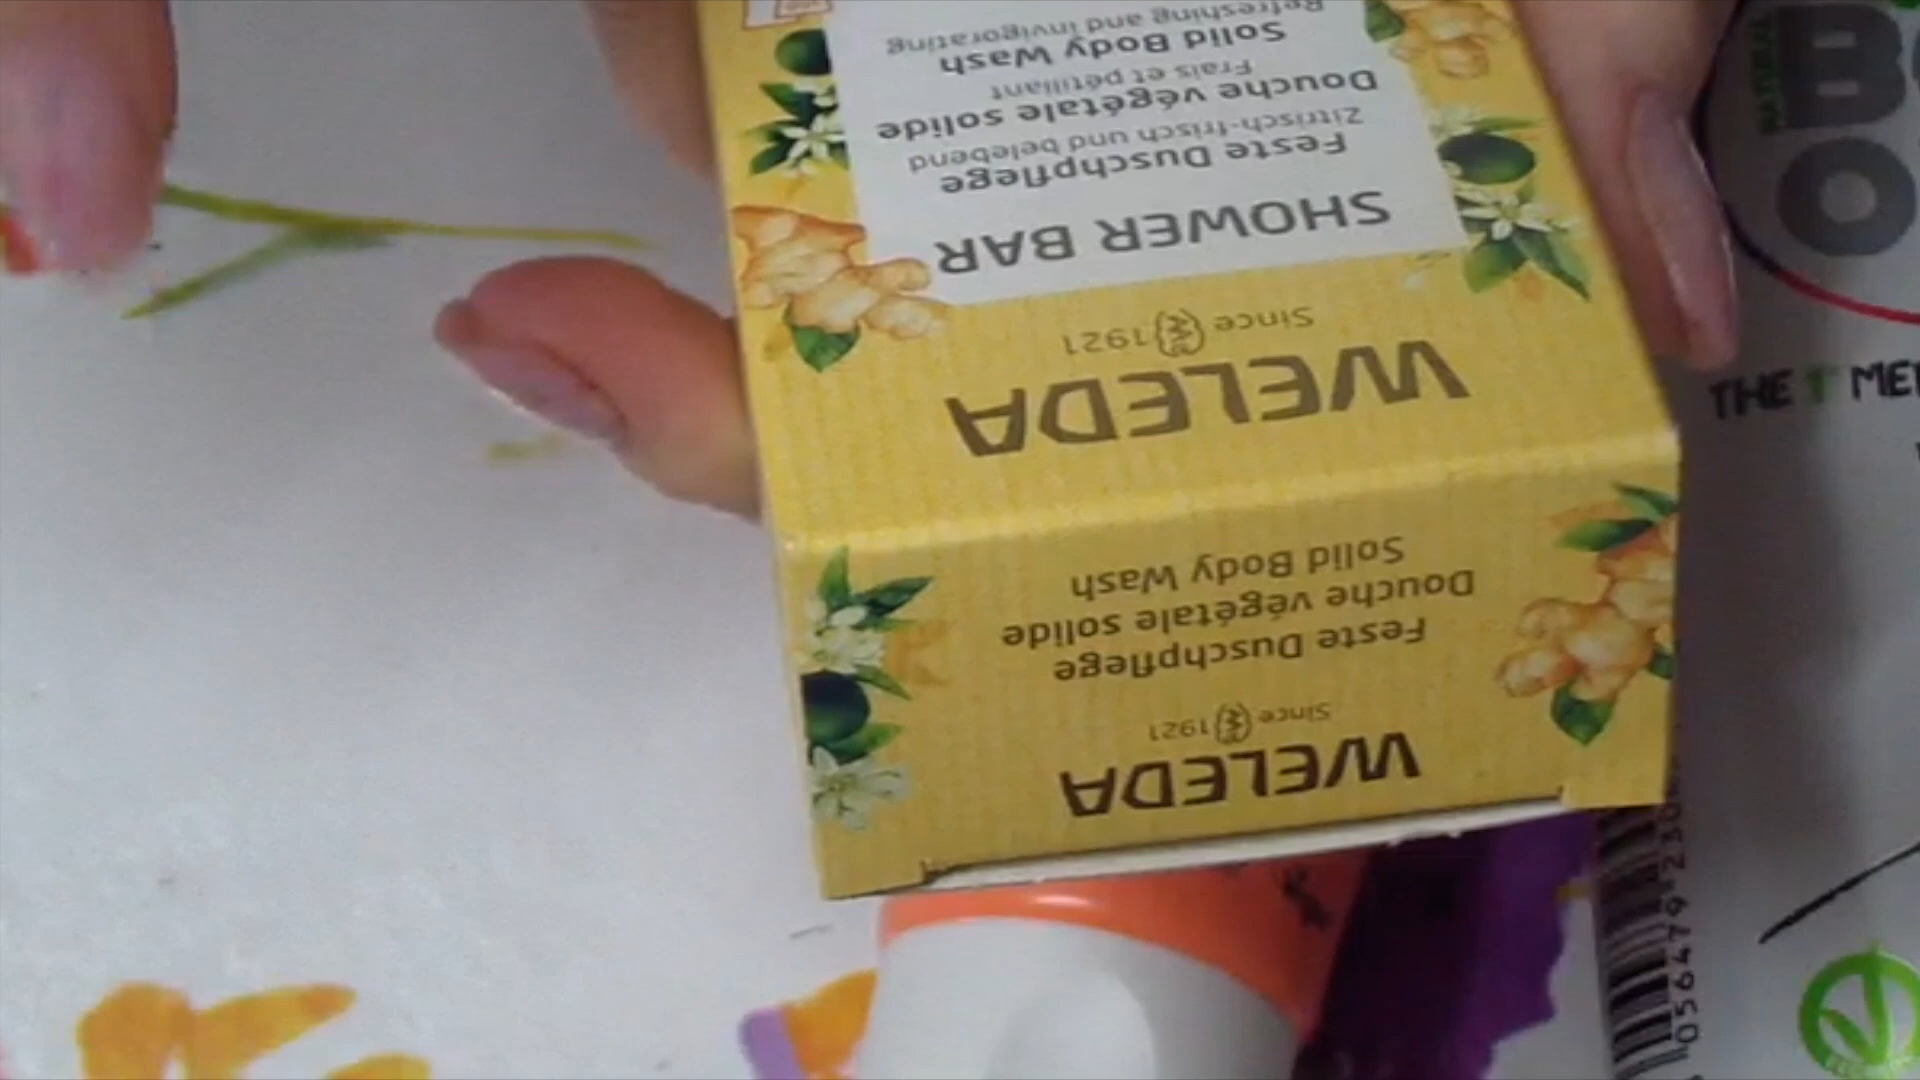 WELEDA
Since 1921
SHOWER BAR
Feste Duschpflege
Zitrisch-frisch und belebend
Douche végétale solide
Frais et pétillant
Solid Body Wash
Refreshing and invigorating
WELEDA
Since 1921
Feste Duschpflege
Douche végétale solide
Solid Body Wash
THE 1 ME